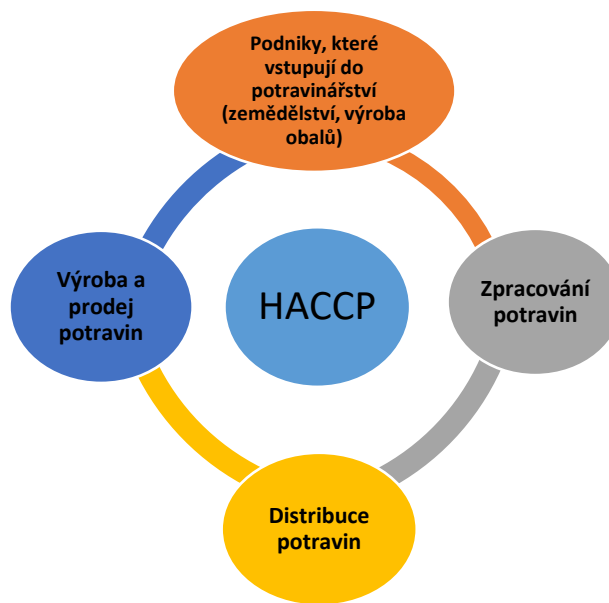 Podniky, které
vstupují do
potravinářství
(zemědělství, výroba
obalů)
Výroba a
prodej
potravin
HACCP
Zpracování
potravin
Distribuce
potravin